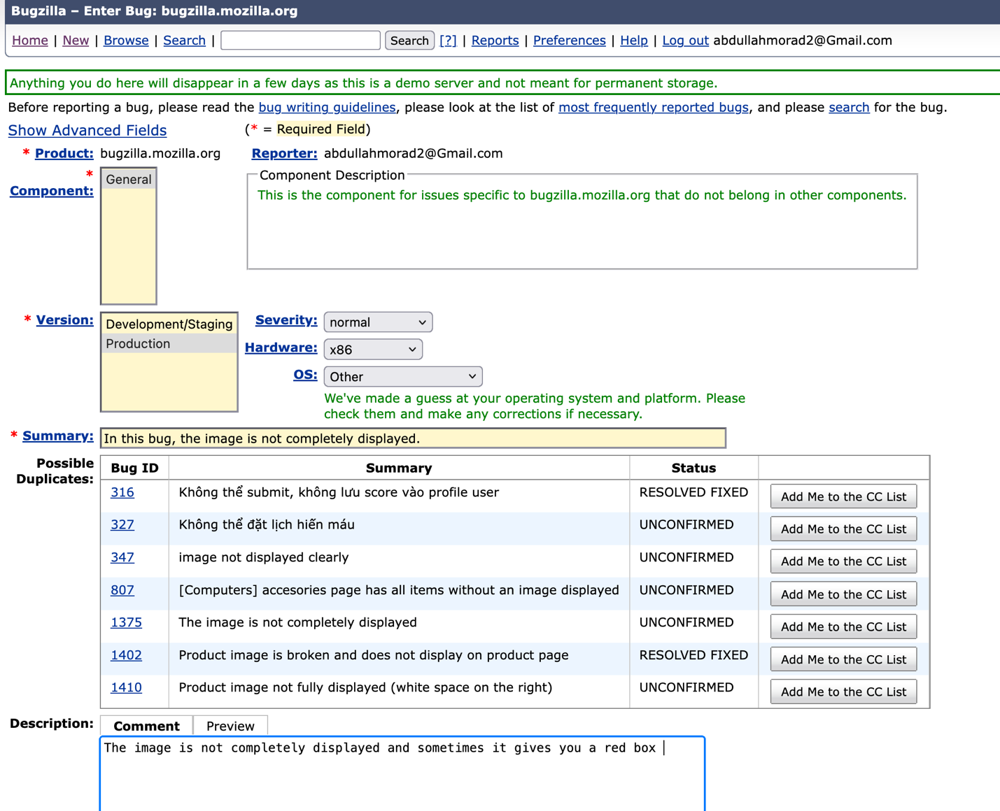 Bugzilla – Enter Bug: bugzilla.mozilla.org
Home | New | Browse | Search | Search [?] | Reports | Preferences | Help | Log out abdullahmorad2@Gmail.com
Anything you do here will disappear in a few days as this is a demo server and not meant for permanent storage.
Before reporting a bug, please read the bug writing guidelines, please look at the list of most frequently reported bugs, and please search for the bug.
Show Advanced Fields (* = Required Field)
* Product: bugzilla.mozilla.org Reporter: abdullahmorad2@Gmail.com
* Component: General
Component Description
This is the component for issues specific to bugzilla.mozilla.org that do not belong in other components.
* Version: Development/Staging
Production
Severity: normal
Hardware: x86
OS: Other
We've made a guess at your operating system and platform. Please
check them and make any corrections if necessary.
* Summary: In this bug, the image is not completely displayed.
Possible
Duplicates:
Bug ID Summary Status
316 Không thể submit, không lưu score vào profile user RESOLVED FIXED Add Me to the CC List
327 Không thể đặt lịch hiến máu UNCONFIRMED Add Me to the CC List
347 image not displayed clearly UNCONFIRMED Add Me to the CC List
807 [Computers] accesories page has all items without an image displayed UNCONFIRMED Add Me to the CC List
1375 The image is not completely displayed UNCONFIRMED Add Me to the CC List
1402 Product image is broken and does not display on product page RESOLVED FIXED Add Me to the CC List
1410 Product image not fully displayed (white space on the right) UNCONFIRMED Add Me to the CC List
Description: Comment Preview
The image is not completely displayed and sometimes it gives you a red box